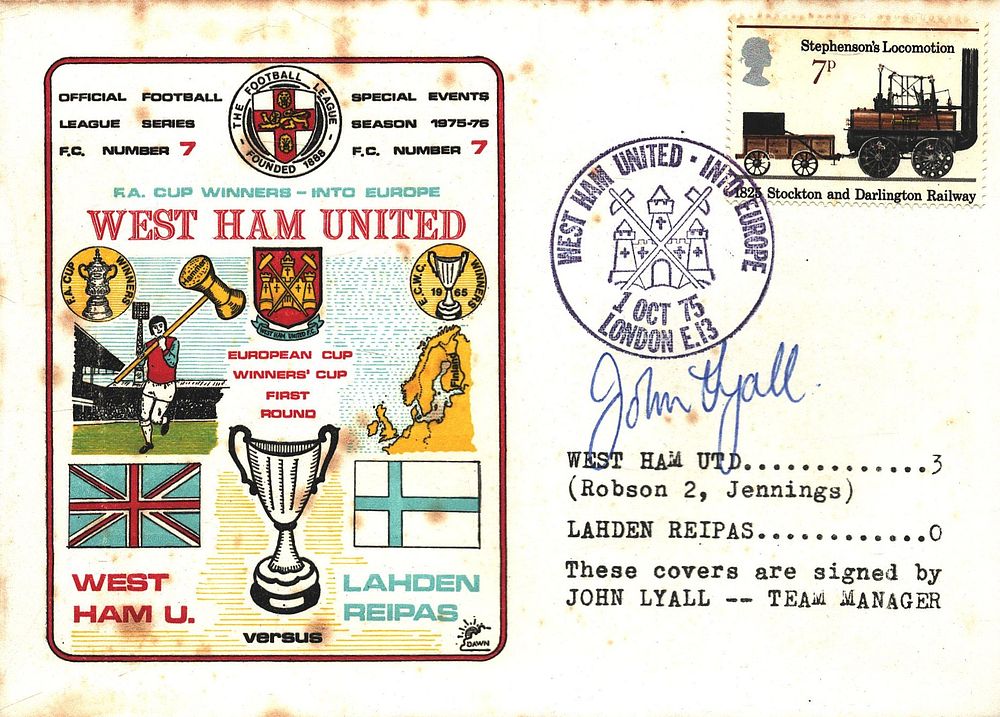 OFFICIAL FOOTBALL
LEAGUE SERIES
F.C. NUMBER 7
THE FOOTBALL LEAGUE
FOUNDED 1888
SPECIAL EVENTS
SEASON 1975-76
F.C. NUMBER 7
F.A. CUP WINNERS – INTO EUROPE
WEST HAM UNITED
F.A. CUP WINNERS
WEST HAM UNITED F.C.
E.C.W.C. WINNERS
1965
EUROPEAN CUP
WINNERS' CUP
FIRST
ROUND
WEST
HAM U.
versus
LAHDEN
REIPAS
DAWN
Stephenson's Locomotion
7P
1825 Stockton and Darlington Railway
WEST HAM UNITED · INTO EUROPE
1 OCT 75
LONDON E.13
John Lyall
WEST HAM UTD..............3
(Robson 2, Jennings)
LAHDEN REIPAS............0
These covers are signed by
JOHN LYALL -- TEAM MANAGER